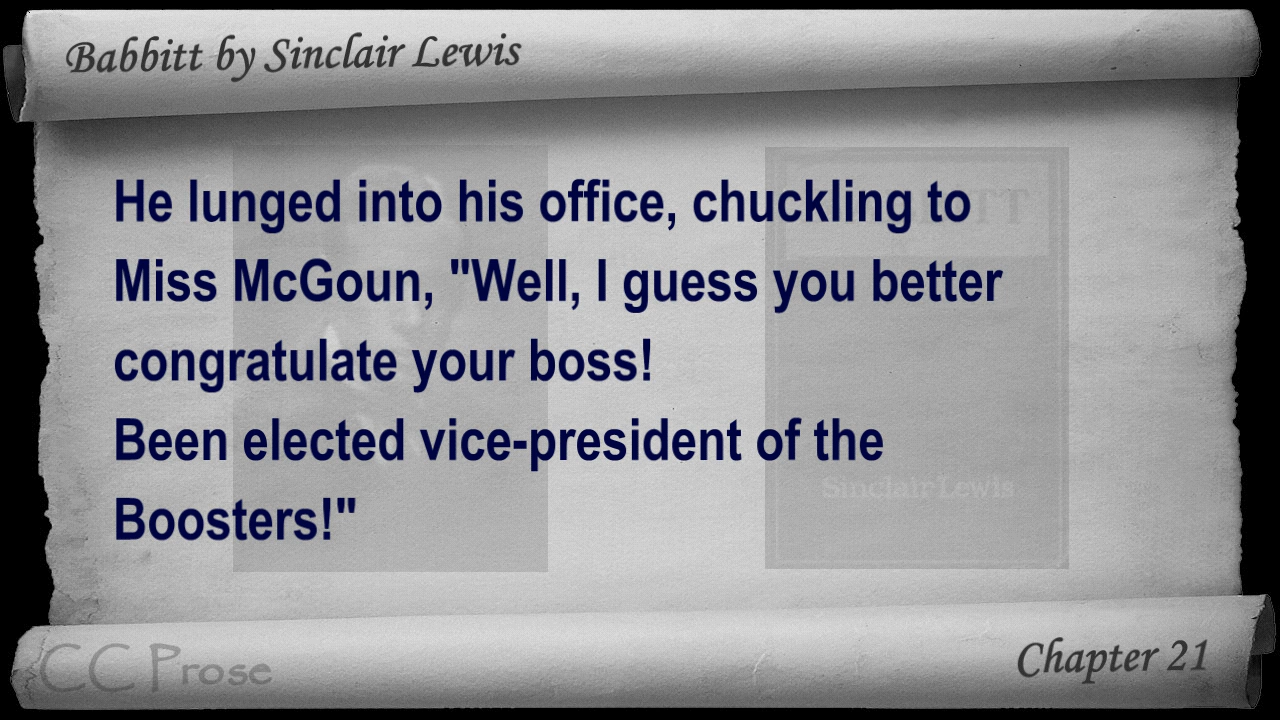 Babbitt by Sinclair Lewis
He lunged into his office, chuckling to
Miss McGoun, "Well, I guess you better
congratulate your boss!
Been elected vice-president of the
Boosters!"
Sinclair Lewis
CC Prose
Chapter 21